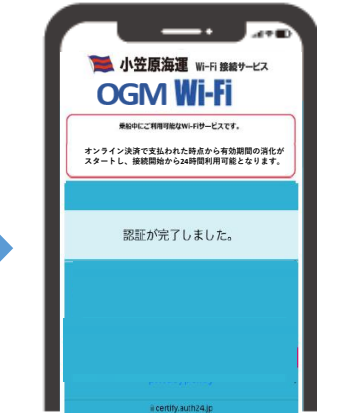 小笠原海運 Wi-Fi 接続サービス
OGM Wi-Fi
乗船中にご利用可能なWi-Fiサービスです。
オンライン決済で支払われた時点から有効期間の消化が
スタートし、接続開始から24時間利用可能となります。
認証が完了しました。
certify.auth24.jp